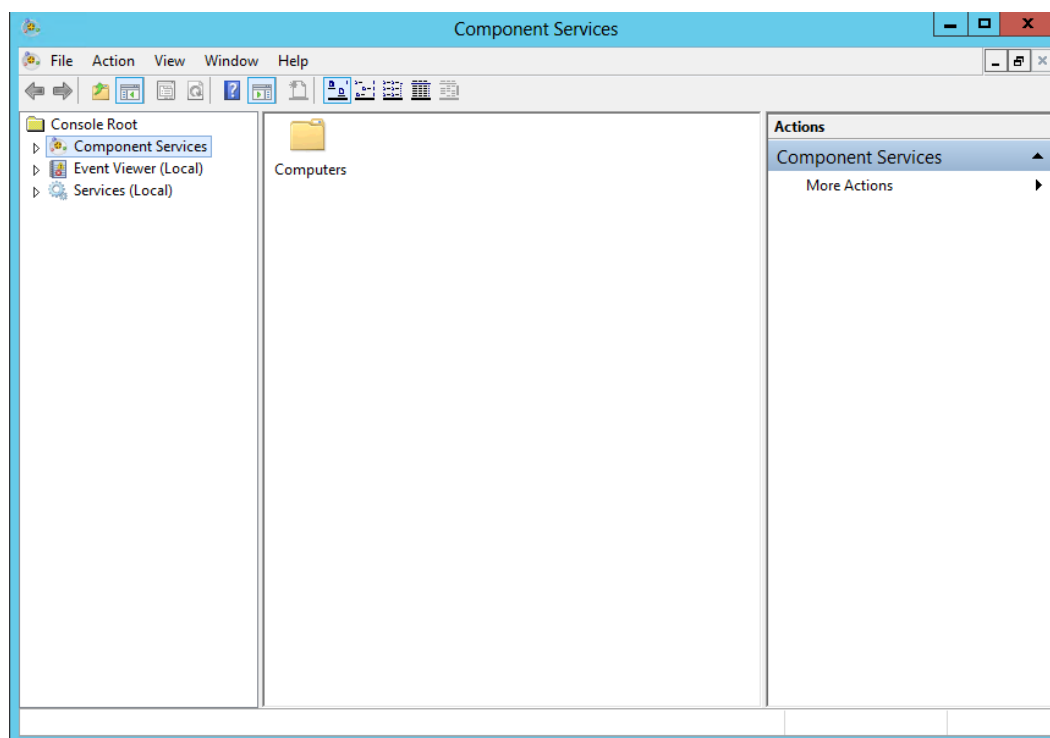 Component Services
File Action View Window Help
Console Root
Component Services
Event Viewer (Local)
Services (Local)
Computers
Actions
Component Services
More Actions